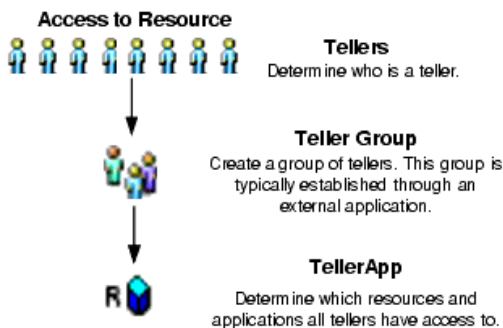 Access to Resource
Tellers
Determine who is a teller.
Teller Group
Create a group of tellers. This group is
typically established through an
external application.
R
TellerApp
Determine which resources and
applications all tellers have access to.